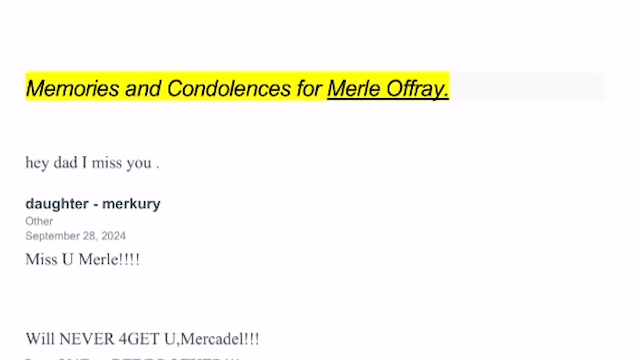 Memories and Condolences for Merle Offray.
hey dad I miss you .
daughter - merkury
Other
September 28, 2024
Miss U Merle!!!!
Will NEVER 4GET U,Mercadel!!!